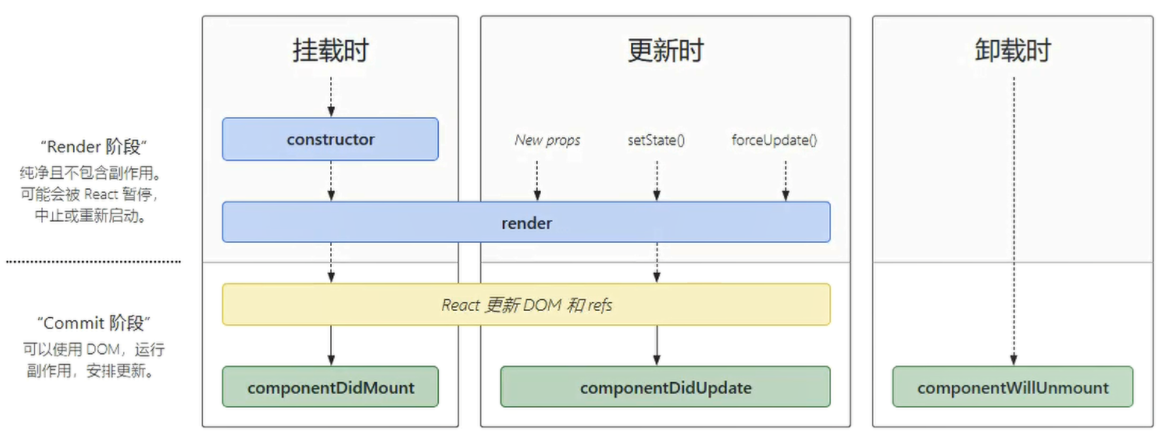 挂载时
更新时
卸载时
“Render 阶段”
纯净且不包含副作用。
可能会被 React 暂停，
中止或重新启动。
constructor
New props
setState()
forceUpdate()
render
“Commit 阶段”
可以使用 DOM，运行
副作用，安排更新。
React 更新 DOM 和 refs
componentDidMount
componentDidUpdate
componentWillUnmount